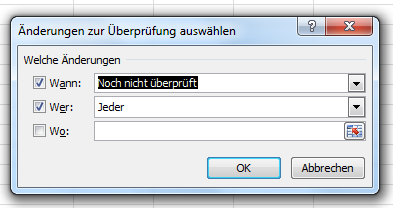 Änderungen zur Überprüfung auswählen
Welche Änderungen
Wann: Noch nicht überprüft
Wer: Jeder
Wo:
OK Abbrechen